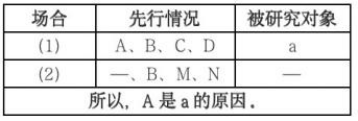 场合 先行情况 被研究对象
(1) A、B、C、D a
(2) —、B、M、N —
所以，A是a的原因．